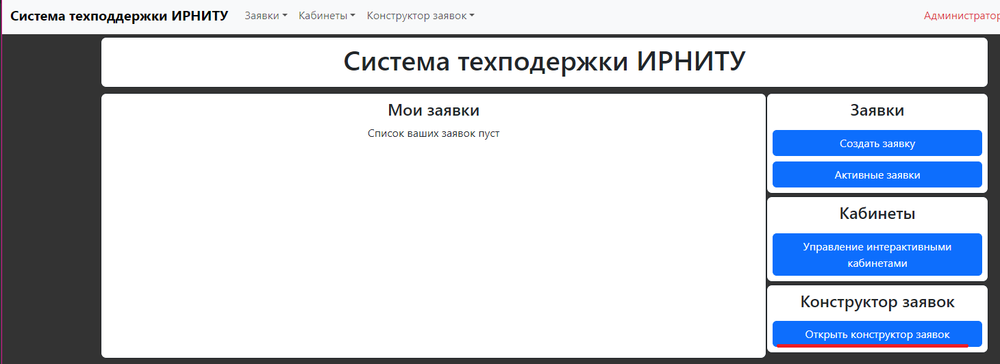 Система техподдержки ИРНИТУ Заявки Кабинеты Конструктор заявок Администратор
Система техподержки ИРНИТУ
Мои заявки
Список ваших заявок пуст
Заявки
Создать заявку
Активные заявки
Кабинеты
Управление интерактивными
кабинетами
Конструктор заявок
Открыть конструктор заявок